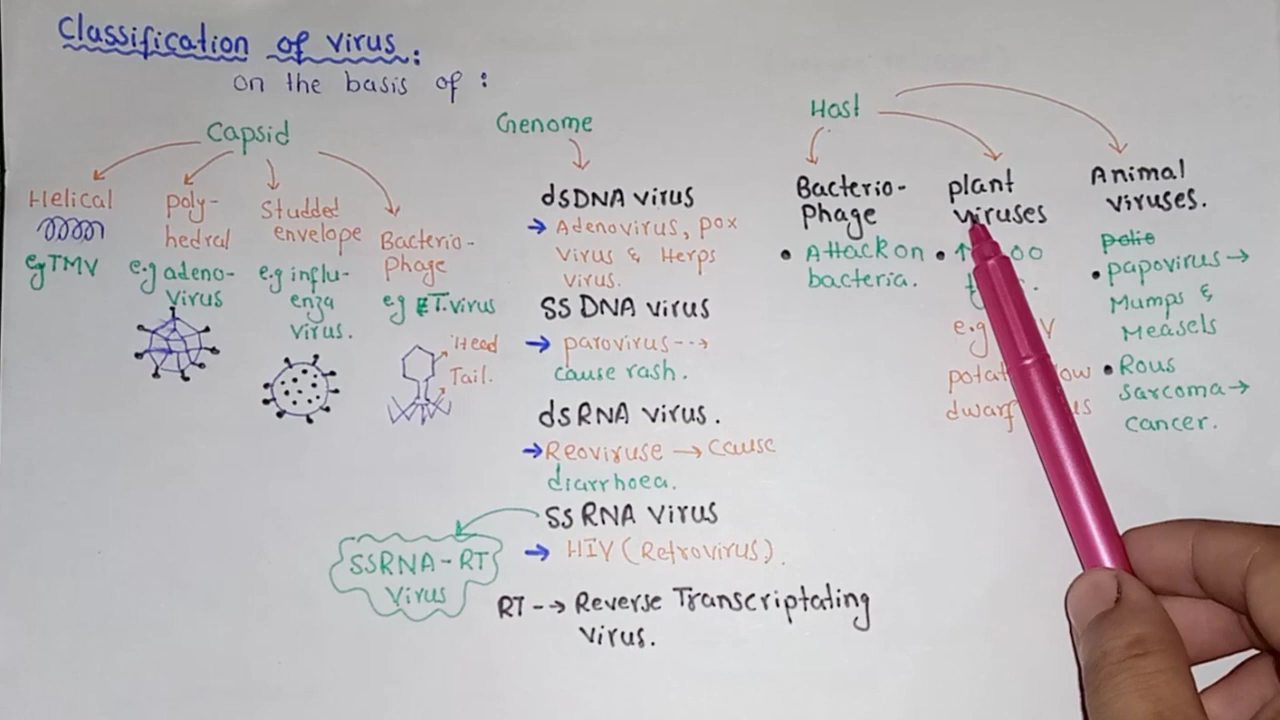 Classification of virus:
on the basis of:
Capsid
Helical
eg TMV
poly-
hedral
e.g adeno-
virus
Studded
envelope
e.g influ-
enza
virus.
Bacterio-
phage
eg T.virus
Head
Tail.
Genome
dsDNA virus
→ Adenovirus, pox
virus & Herps
virus.
SS DNA virus
→ parovirus--→
cause rash.
dsRNA virus.
→ Reoviruse → cause
diarrhoea.
SS RNA virus
→ HIV (Retrovirus).
SSRNA-RT
virus
RT--→ Reverse Transcriptating
virus.
Host
Bacterio-
phage
• Attack on
bacteria.
plant
viruses
e.g
dwarf
Animal
viruses.
polio
• papovirus→
Mumps &
Measels
• Rous
sarcoma→
cancer.